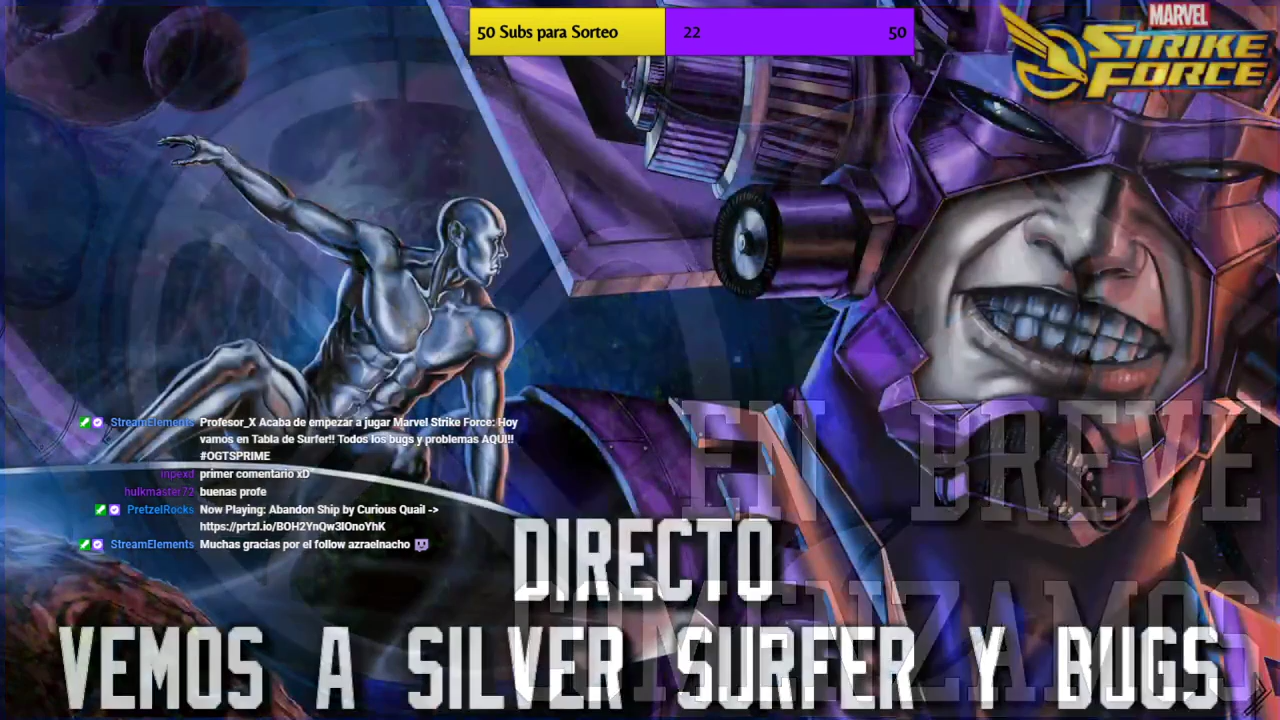 50 Subs para Sorteo 22 50
MARVEL
STRIKE
FORCE
StreamElements Profesor_X Acaba de empezar a jugar Marvel Strike Force: Hoy
vamos en Tabla de Surfer!! Todos los bugs y problemas AQUI!!
#OGTSPRIME
inpexd primer comentario xD
hulkmaster72 buenas profe
PretzelRocks Now Playing: Abandon Ship by Curious Quail ->
https://prtzl.io/BOH2YnQw3IOnoYhK
StreamElements Muchas gracias por el follow azraelnacho
EN BREVE
COMENZAMOS
DIRECTO
VEMOS A SILVER SURFER Y BUGS